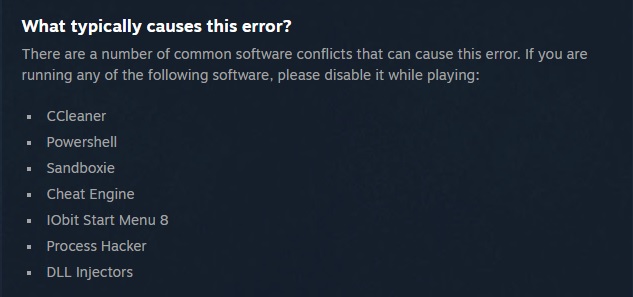 What typically causes this error?
There are a number of common software conflicts that can cause this error. If you are
running any of the following software, please disable it while playing:
CCleaner
Powershell
Sandboxie
Cheat Engine
IObit Start Menu 8
Process Hacker
DLL Injectors